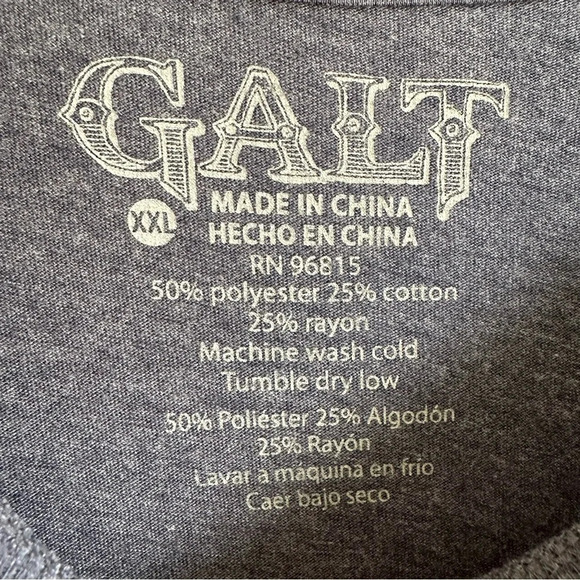 GALT
XXL
MADE IN CHINA
HECHO EN CHINA
RN 96815
50% polyester 25% cotton
25% rayon
Machine wash cold
Tumble dry low
50% Poliéster 25% Algodón
25% Rayón
Lavar a máquina en frío
Caer bajo seco